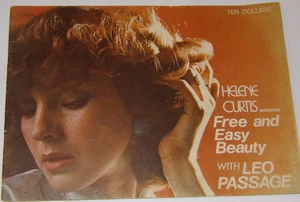 TEN DOLLARS
HELENE
CURTIS presents
Free and
Easy
Beauty
WITH LEO
PASSAGE